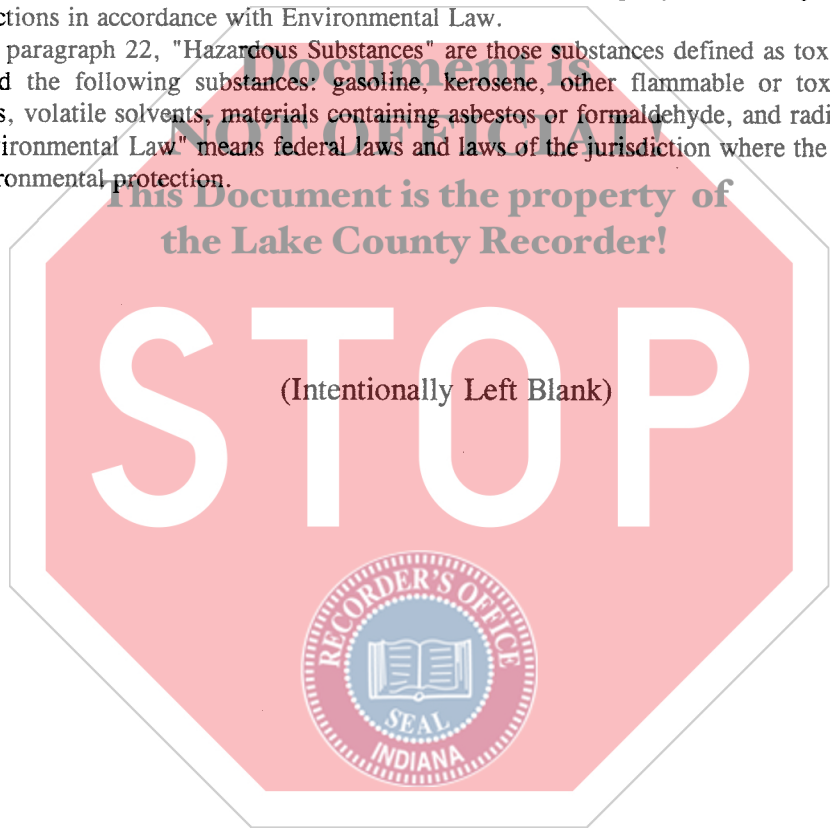 ctions in accordance with Environmental Law.
paragraph 22, "Hazardous Substances" are those substances defined as tox
d the following substances: gasoline, kerosene, other flammable or tox
s, volatile solvents, materials containing asbestos or formaldehyde, and radi
ironmental Law" means federal laws and laws of the jurisdiction where the
ronmental protection.
Document is
NOT OFFICIAL!
This Document is the property of
the Lake County Recorder!
STOP
(Intentionally Left Blank)
RECORDER'S OFFICE
SEAL
INDIANA